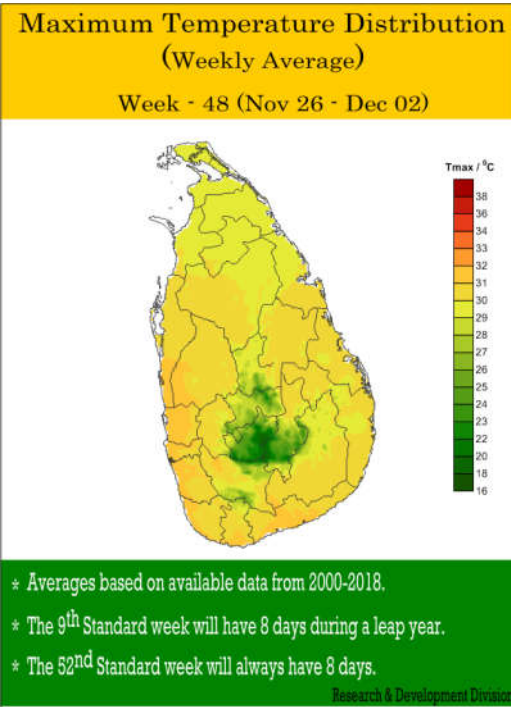 Maximum Temperature Distribution
(Weekly Average)
Week - 48 (Nov 26 - Dec 02)
Tmax / ⁰C
38
36
34
33
32
31
30
29
28
27
26
25
24
23
22
20
18
16
* Averages based on available data from 2000-2018.
* The 9th Standard week will have 8 days during a leap year.
* The 52nd Standard week will always have 8 days.
Research & Development Division